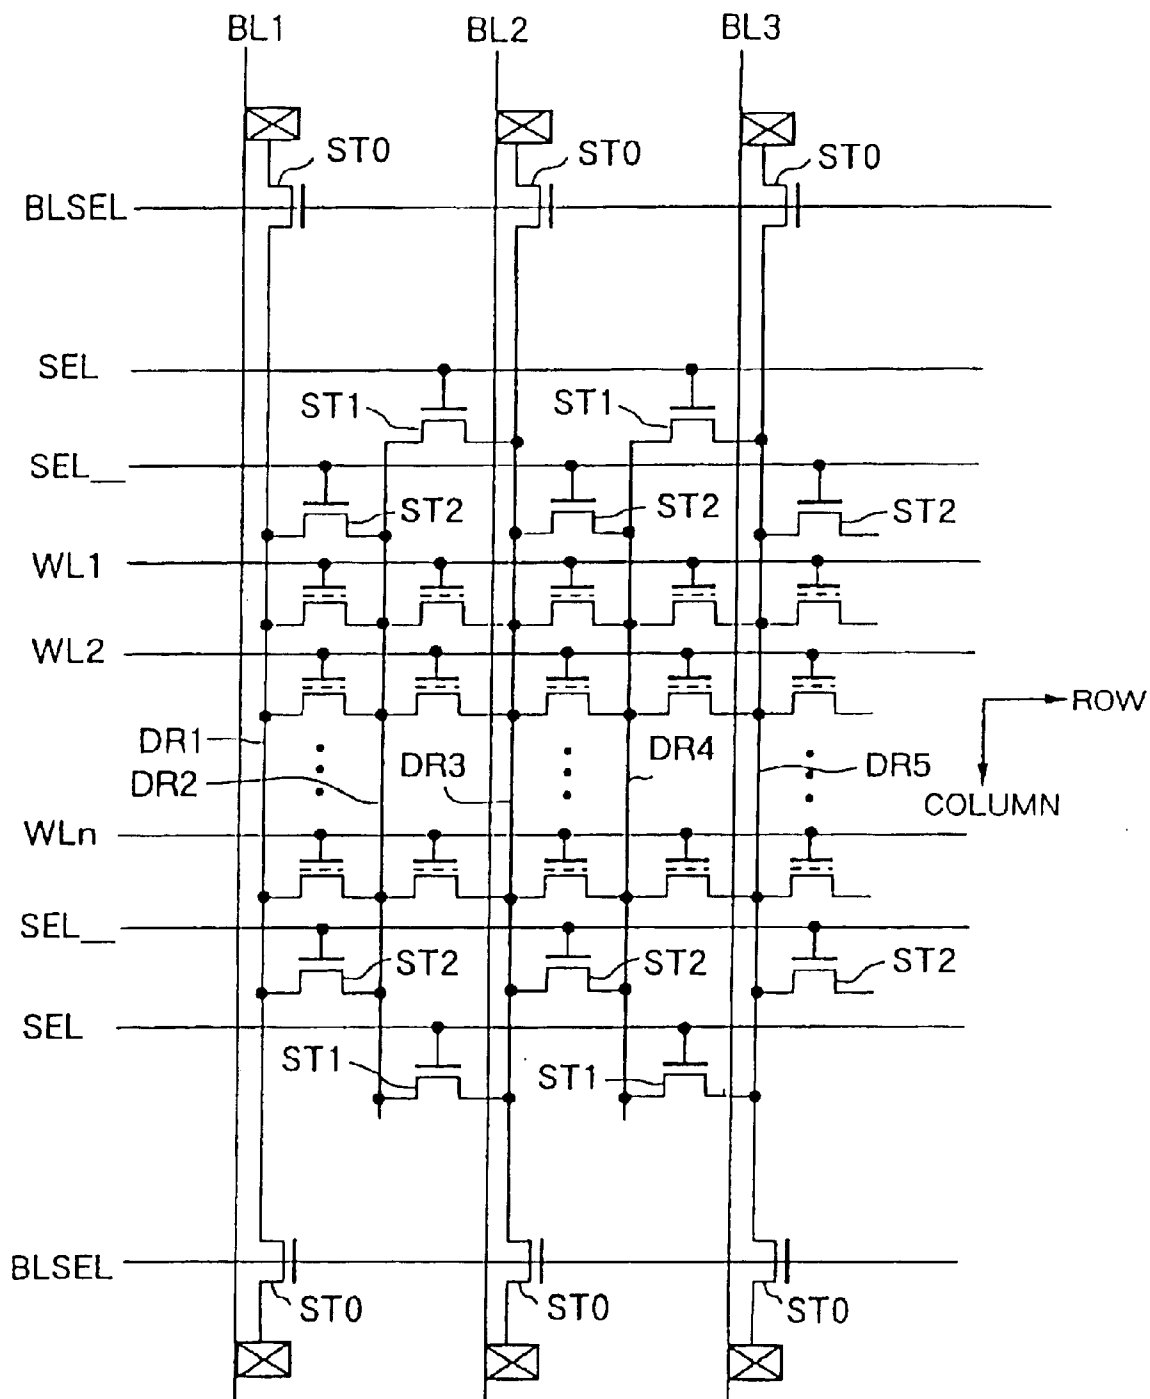 BL1 BL2 BL3
ST0 ST0 ST0
BLSEL
SEL
ST1 ST1
SEL__
ST2 ST2 ST2
WL1
WL2
ROW
DR1 DR3 DR4 DR5
DR2
COLUMN
WLn
SEL__
ST2 ST2 ST2
SEL
ST1 ST1
BLSEL
ST0 ST0 ST0